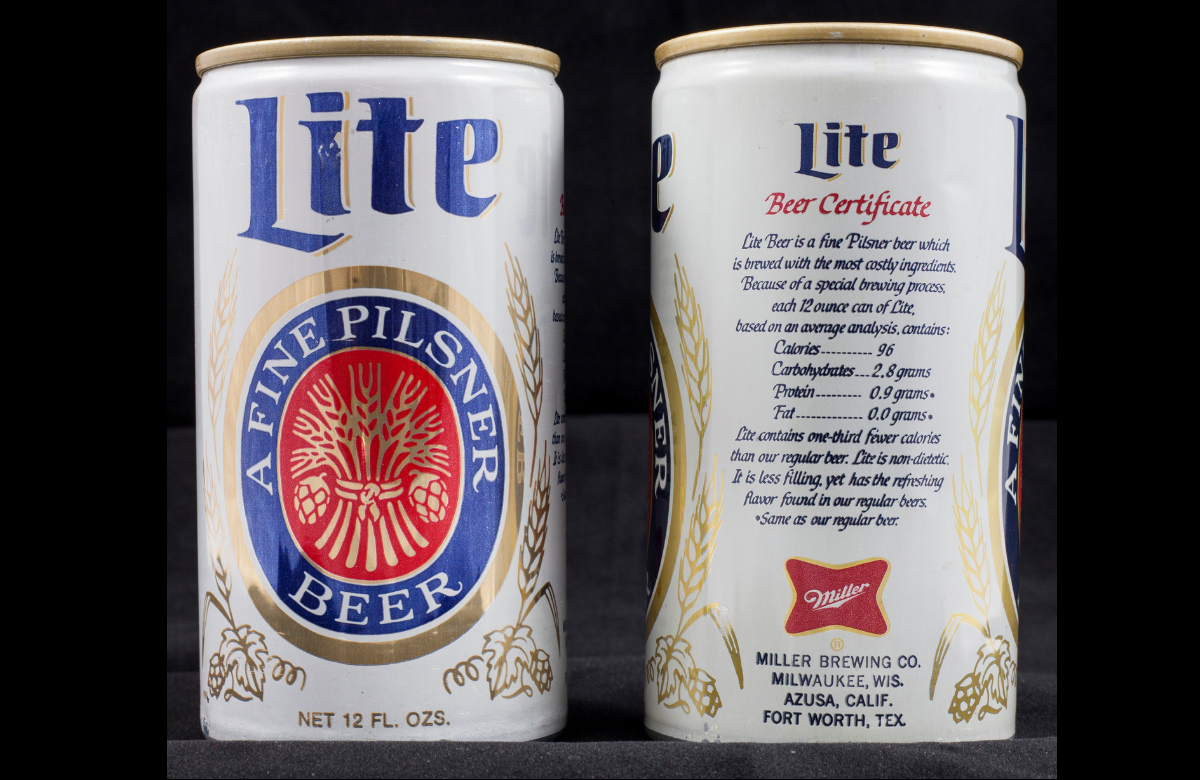 Lite
A FINE PILSNER
BEER
NET 12 FL. OZS.
Lite
Beer Certificate
Lite Beer is a fine Pilsner beer which
is brewed with the most costly ingredients.
Because of a special brewing process,
each 12 ounce can of Lite,
based on an average analysis, contains:
Calories---------- 96
Carbohydrates---2.8 grams
Protein---------- 0.9 grams*
Fat------------- 0.0 grams*
Lite contains one-third fewer calories
than our regular beer. Lite is non-dietetic.
It is less filling, yet has the refreshing
flavor found in our regular beers.
*Same as our regular beer.
Miller
®
MILLER BREWING CO.
MILWAUKEE, WIS.
AZUSA, CALIF.
FORT WORTH, TEX.